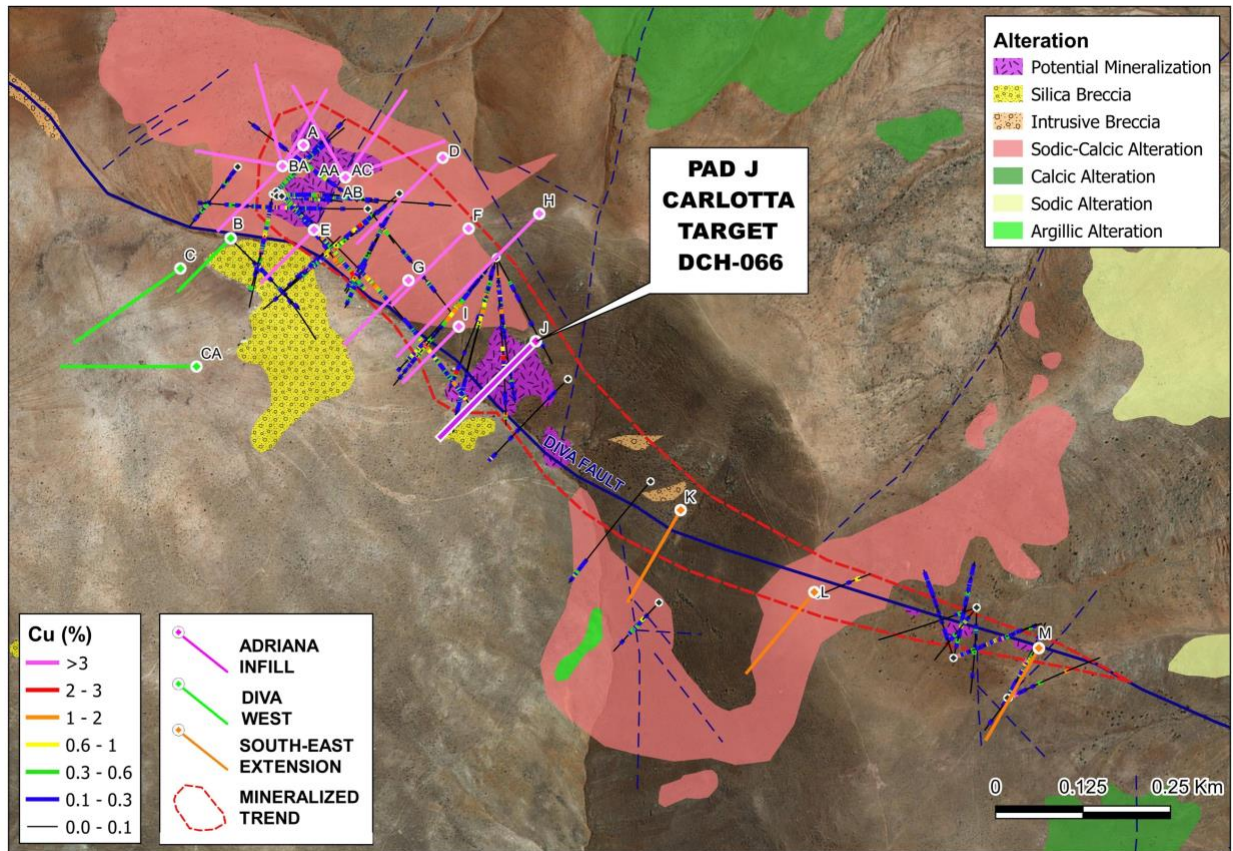 Alteration
Potential Mineralization
Silica Breccia
Intrusive Breccia
Sodic-Calcic Alteration
Calcic Alteration
Sodic Alteration
Argillic Alteration
PAD J
CARLOTTA
TARGET
DCH-066
A
BA
AA
AC
AB
D
H
F
B
E
C
G
I
J
CA
DIVA FAULT
K
L
M
Cu (%)
>3
2 - 3
1 - 2
0.6 - 1
0.3 - 0.6
0.1 - 0.3
0.0 - 0.1
ADRIANA
INFILL
DIVA
WEST
SOUTH-EAST
EXTENSION
MINERALIZED
TREND
0 0.125 0.25 Km